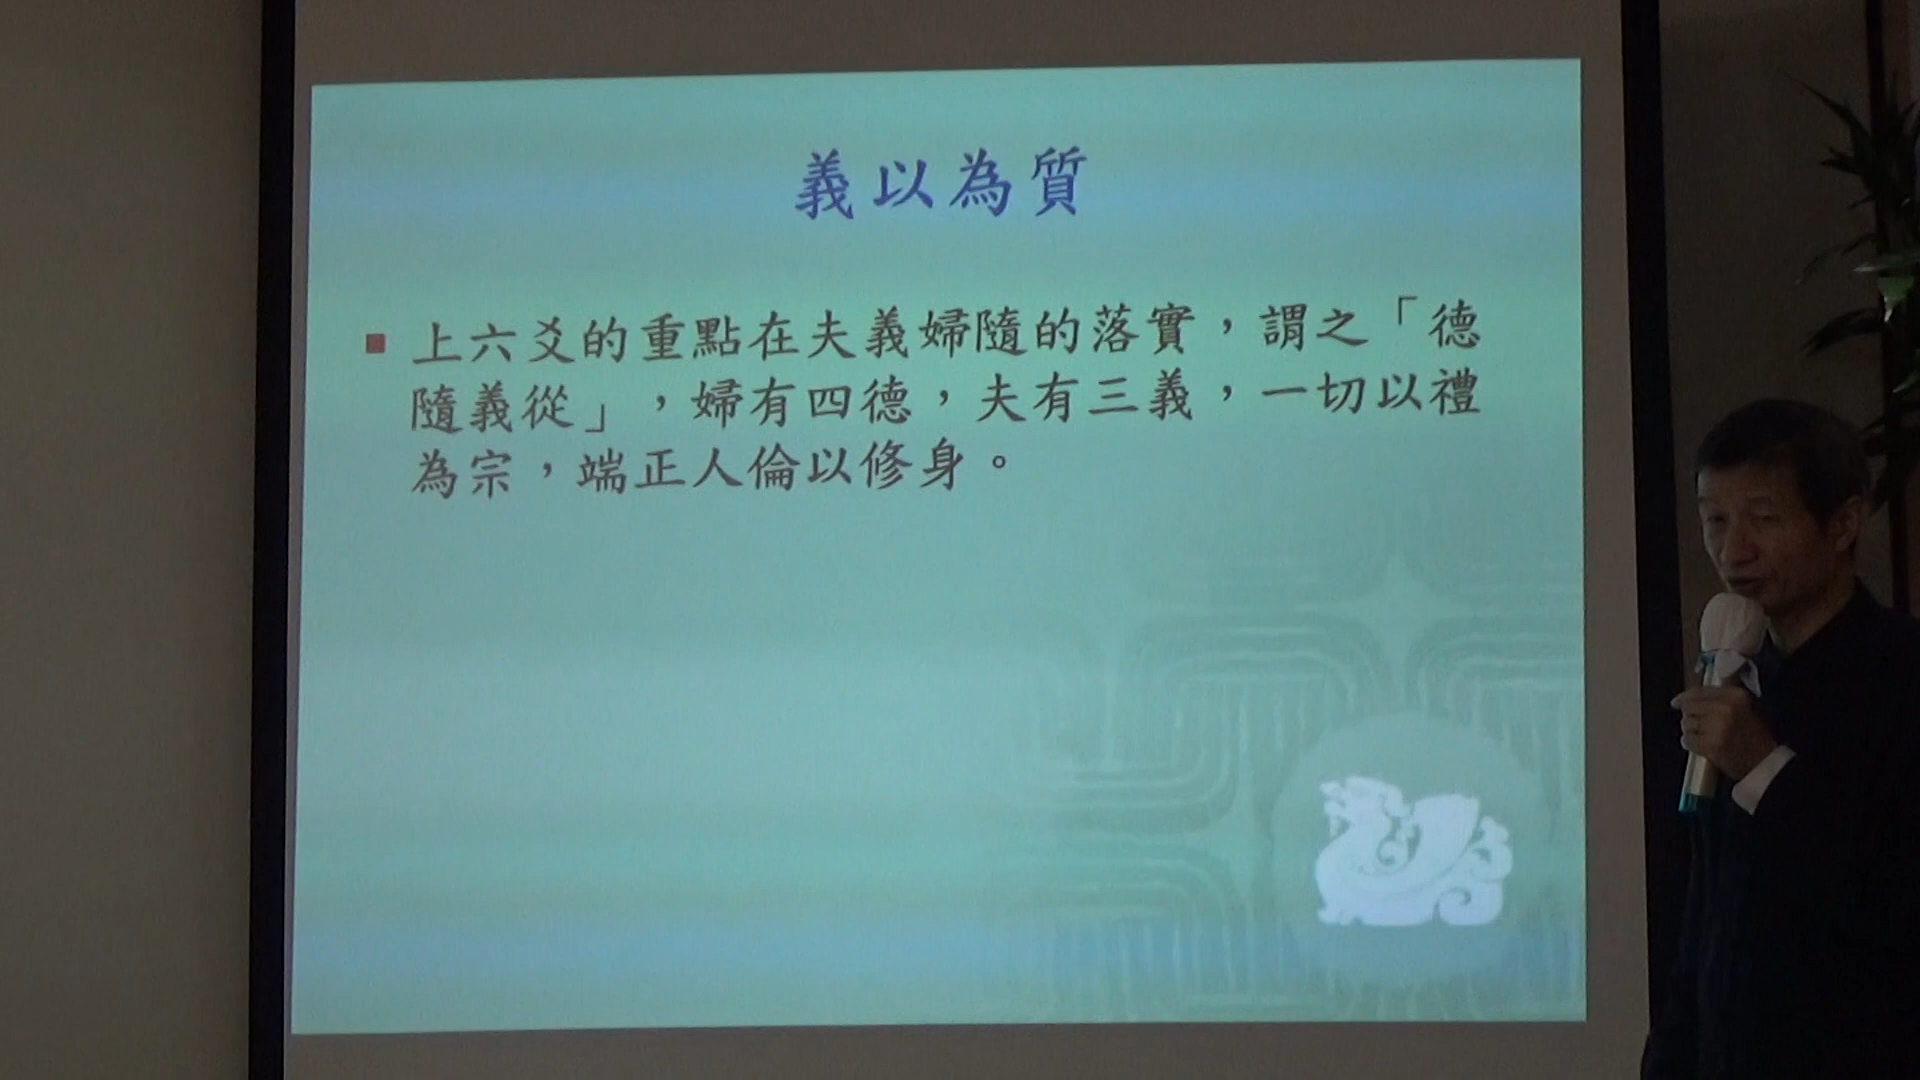 義以為質
上六爻的重點在夫義婦隨的落實，謂之「德
隨義從」，婦有四德，夫有三義，一切以禮
為宗，端正人倫以修身。